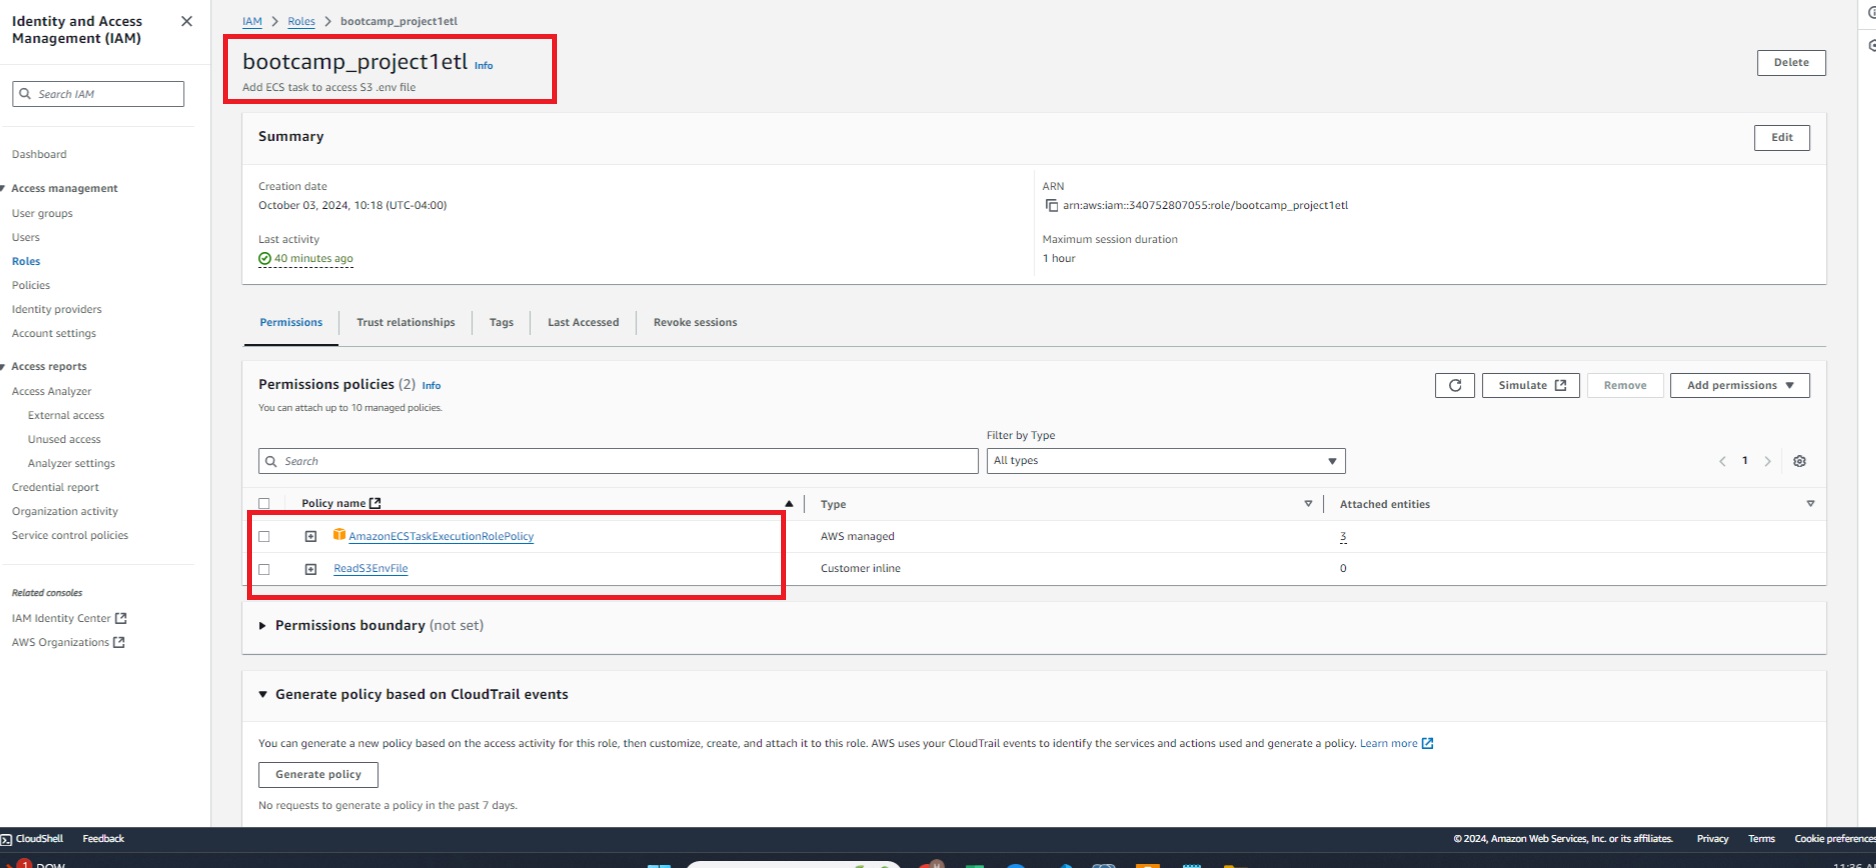 Identity and Access
Management (IAM)
Search IAM
Dashboard
Access management
User groups
Users
Roles
Policies
Identity providers
Account settings
Access reports
Access Analyzer
External access
Unused access
Analyzer settings
Credential report
Organization activity
Service control policies
Related consoles
IAM Identity Center
AWS Organizations
IAM > Roles > bootcamp_project1etl
bootcamp_project1etl Info
Add ECS task to access S3 .env file
Delete
Summary
Edit
Creation date
October 03, 2024, 10:18 (UTC-04:00)
Last activity
40 minutes ago
ARN
arn:aws:iam::340752807055:role/bootcamp_project1etl
Maximum session duration
1 hour
Permissions
Trust relationships
Tags
Last Accessed
Revoke sessions
Permissions policies (2) Info
You can attach up to 10 managed policies.
Simulate
Remove
Add permissions
Filter by Type
Search
All types
1
Policy name
Type
Attached entities
AmazonECSTaskExecutionRolePolicy
AWS managed
3
ReadS3EnvFile
Customer inline
0
Permissions boundary (not set)
Generate policy based on CloudTrail events
You can generate a new policy based on the access activity for this role, then customize, create, and attach it to this role. AWS uses your CloudTrail events to identify the services and actions used and generate a policy. Learn more
Generate policy
No requests to generate a policy in the past 7 days.
CloudShell
Feedback
© 2024, Amazon Web Services, Inc. or its affiliates.
Privacy
Terms
Cookie preferences
1
DOW